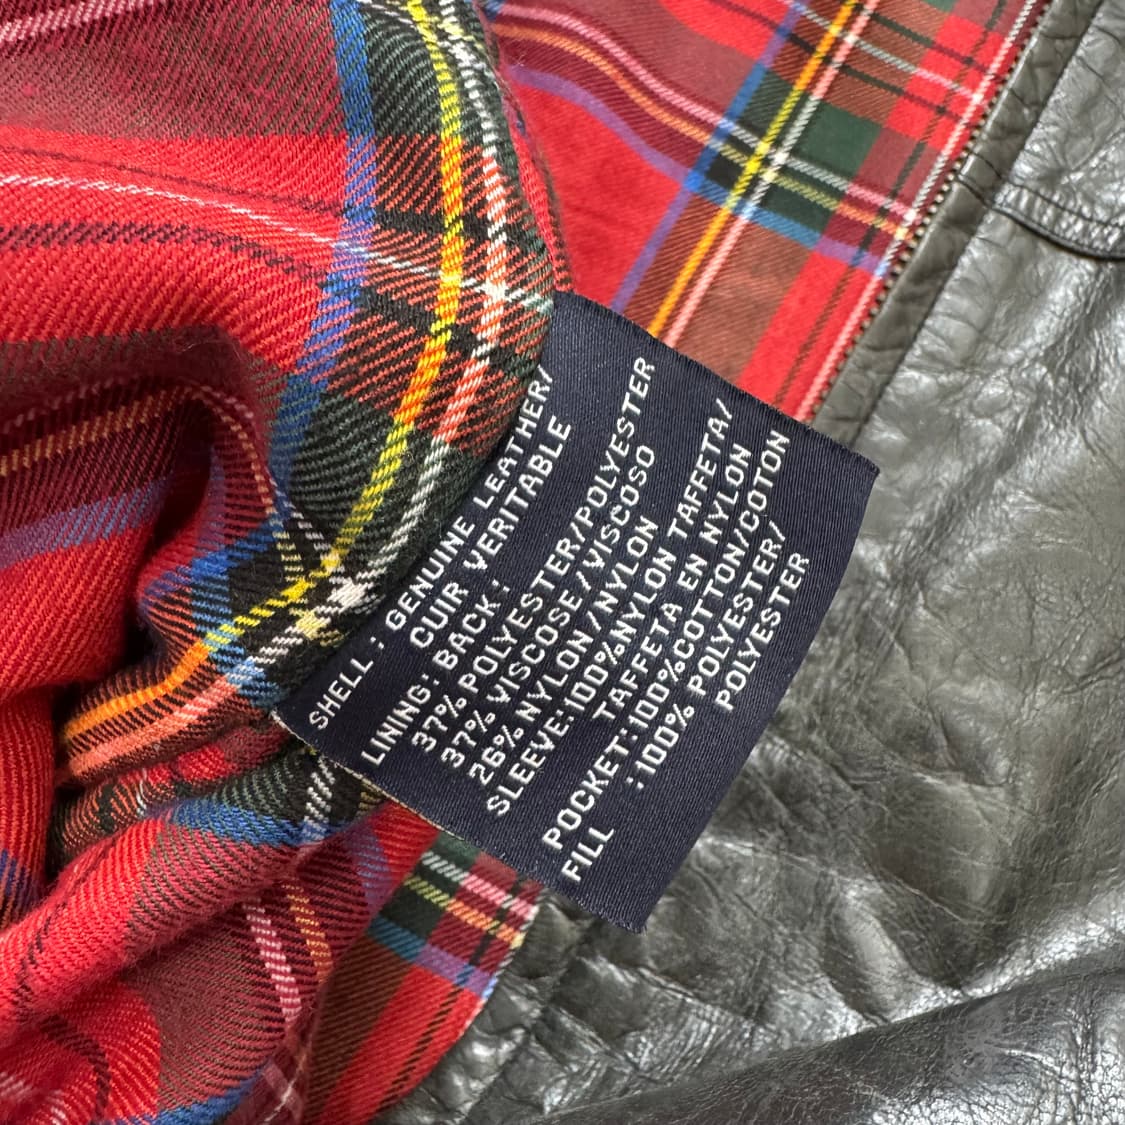 SHELL : GENUINE LEATHER/
CUIR VERITABLE
LINING: BACK :
37% POLYESTER/POLYESTER
37% VISCOSE/VISCOSO
26% NYLON/NYLON
SLEEVE:100%NYLON TAFFETA/
TAFFETA EN NYLON
POCKET:100%COTTON/COTTON
FILL :100% POLYESTER/
POLYESTER